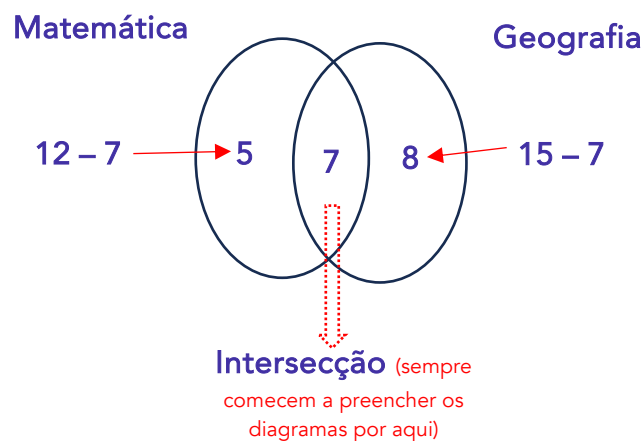 Matemática
Geografia
12 – 7
5
7
8
15 – 7
Intersecção (sempre
comecem a preencher os
diagramas por aqui)